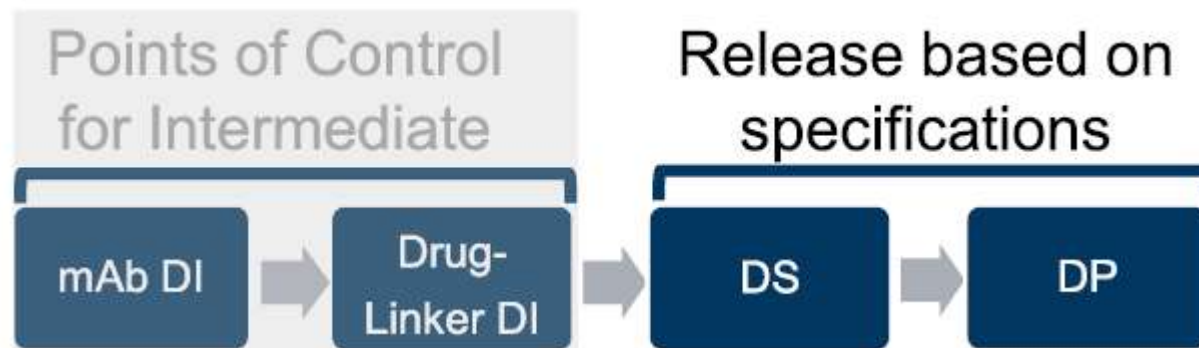 Points of Control
for Intermediate
Release based on
specifications
mAb DI
Drug-
Linker DI
DS
DP